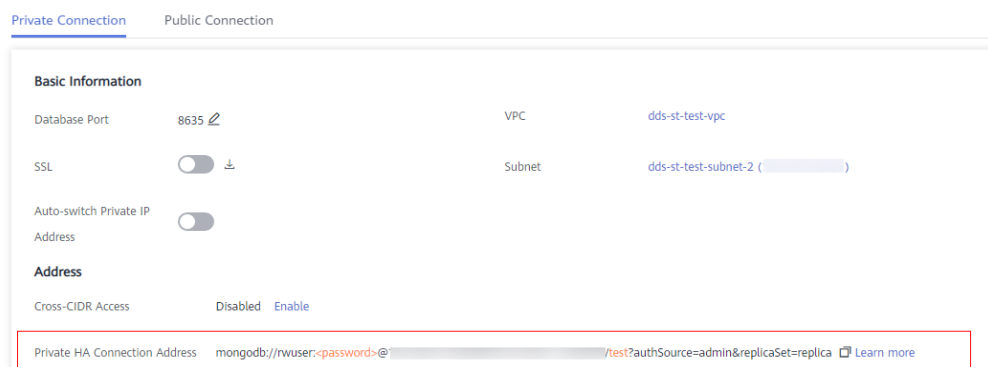 Private Connection Public Connection
Basic Information
Database Port 8635 VPC dds-st-test-vpc
SSL Subnet dds-st-test-subnet-2 ( )
Auto-switch Private IP
Address
Address
Cross-CIDR Access Disabled Enable
Private HA Connection Address mongodb://rwuser:<password>@ /test?authSource=admin&replicaSet=replica Learn more